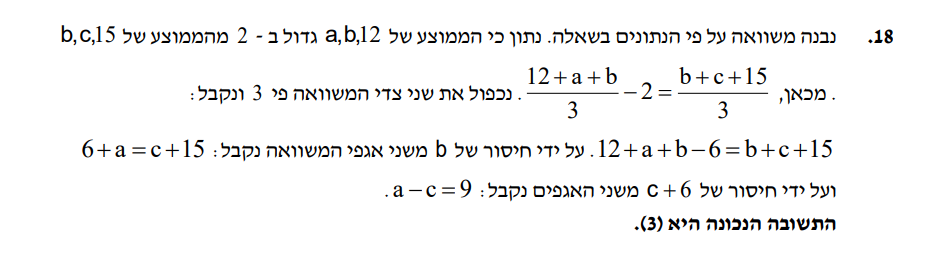 18. נבנה משוואה על פי הנתונים בשאלה. נתון כי הממוצע של a,b,12 גדול ב - 2 מהממוצע של b,c,15
. מכאן, (12+a+b)/3 − 2 = (b+c+15)/3 . נכפול את שני צדי המשוואה פי 3 ונקבל:
12+a+b−6=b+c+15. על ידי חיסור של b משני אגפי המשוואה נקבל: 6+a=c+15
ועל ידי חיסור של c+6 משני האגפים נקבל: a−c=9.
התשובה הנכונה היא (3).